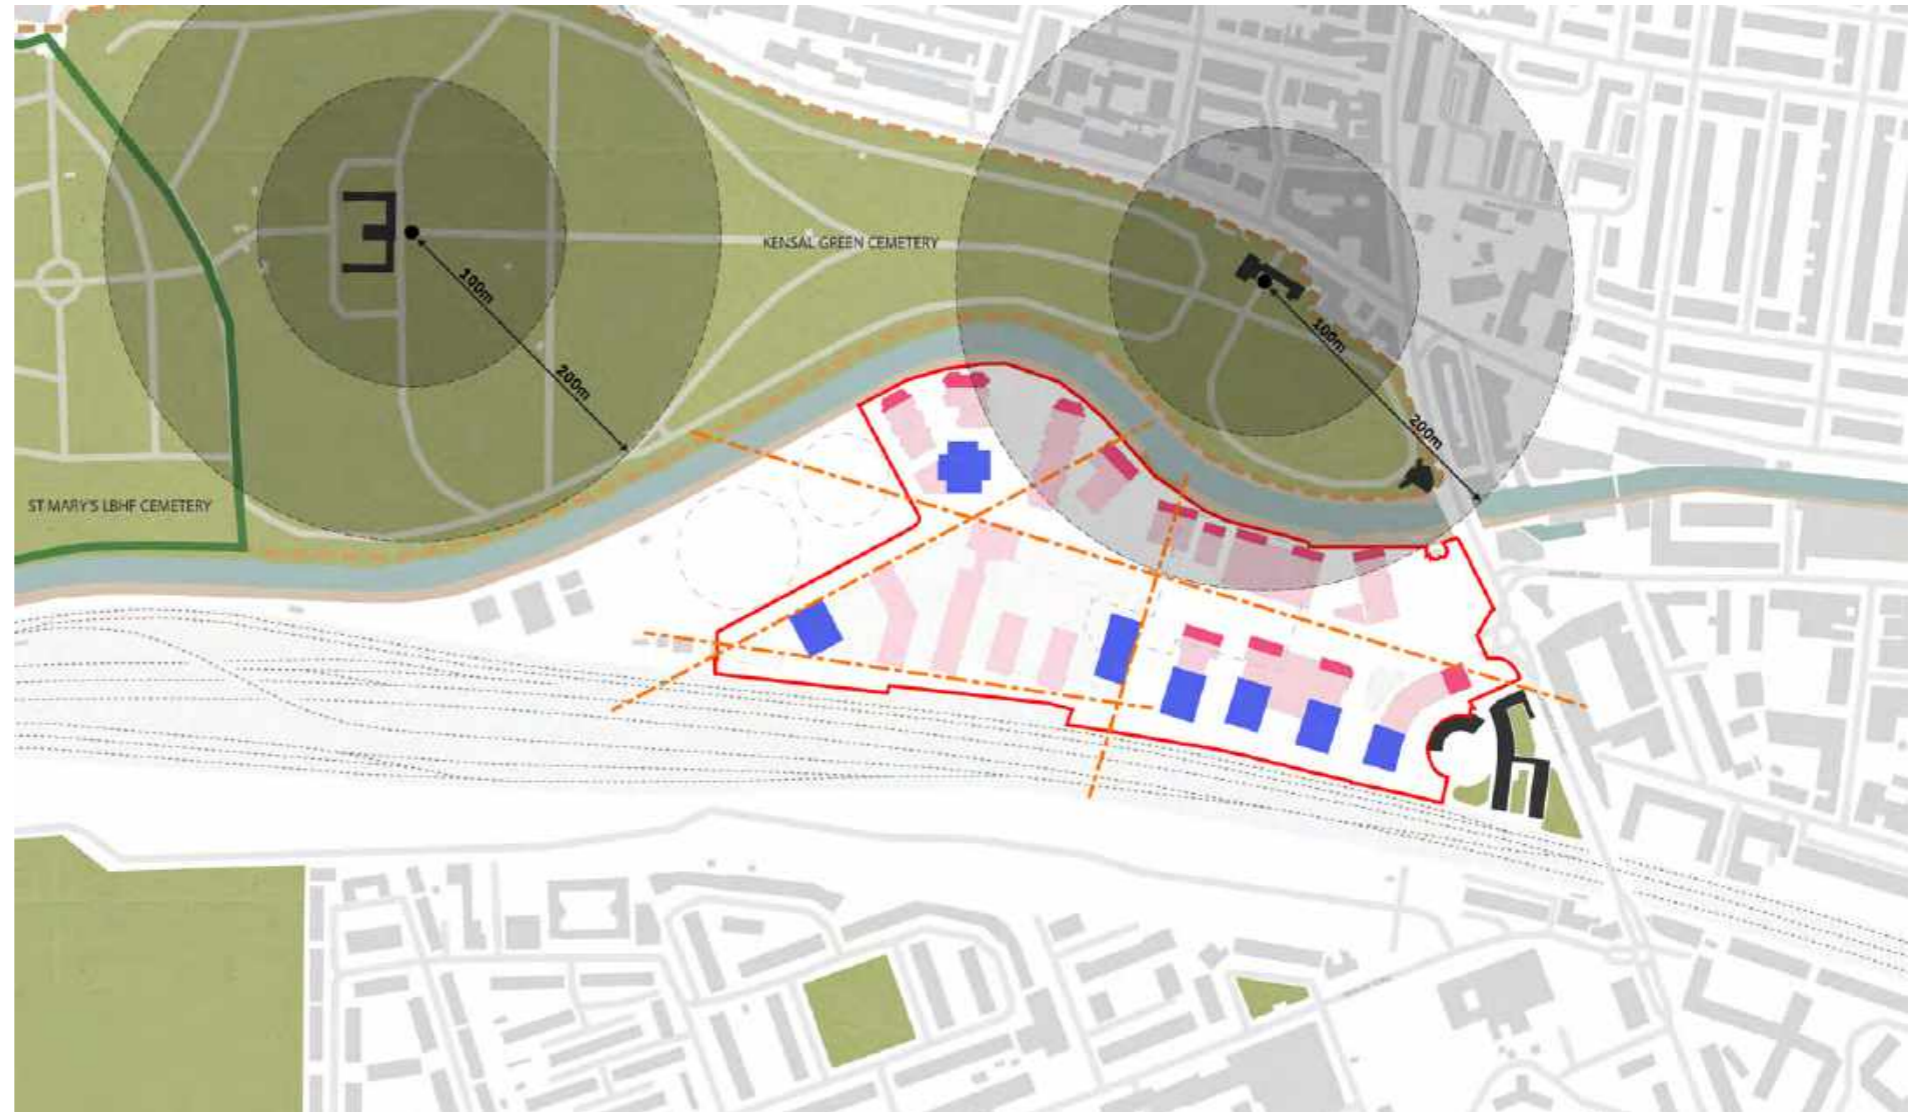 KENSAL GREEN CEMETERY
100m
200m
100m
200m
ST MARY'S LBHF CEMETERY